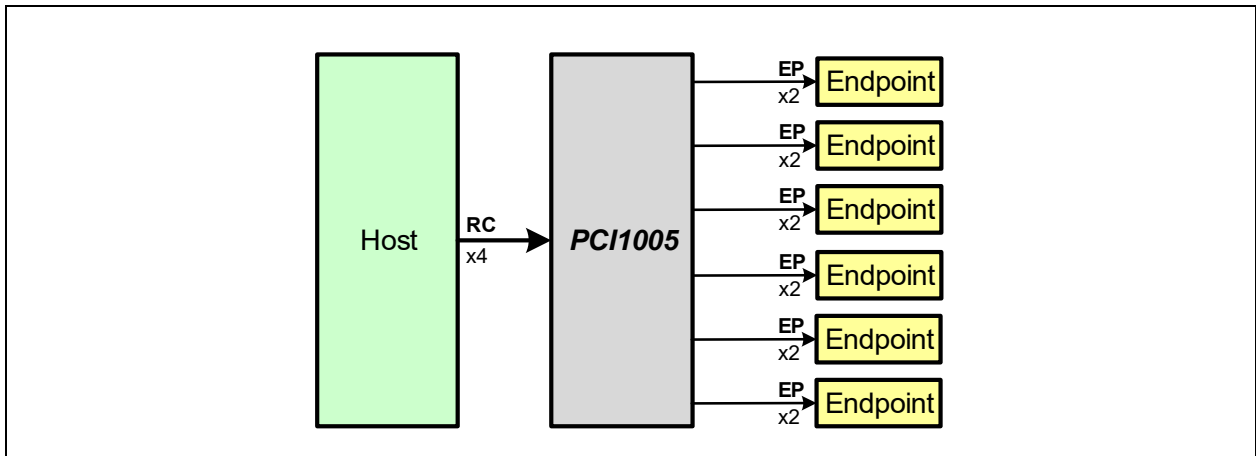 Host
RC
x4
PCI1005
EP
x2
Endpoint
EP
x2
Endpoint
EP
x2
Endpoint
EP
x2
Endpoint
EP
x2
Endpoint
EP
x2
Endpoint